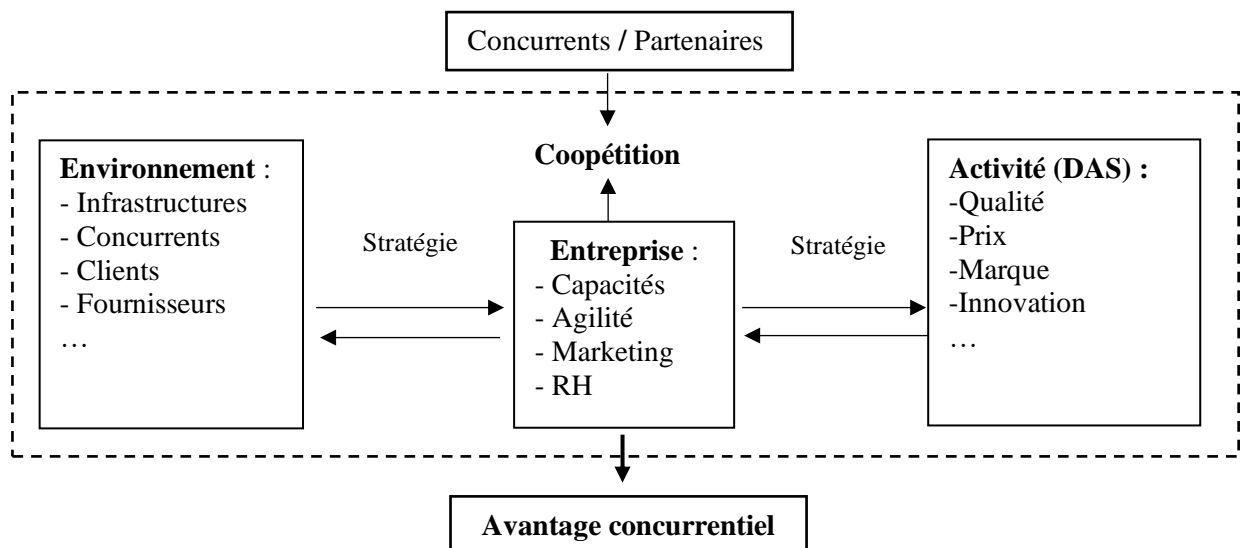 Concurrents / Partenaires
Coopétition
Environnement :
- Infrastructures
- Concurrents
- Clients
- Fournisseurs
…
Stratégie
Entreprise :
- Capacités
- Agilité
- Marketing
- RH
Stratégie
Activité (DAS) :
-Qualité
-Prix
-Marque
-Innovation
…
Avantage concurrentiel